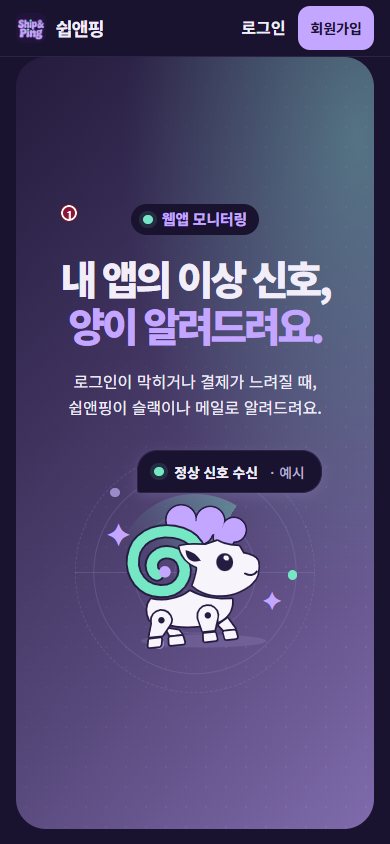 Ship&
Ping
쉽앤핑
로그인
회원가입
1
웹앱 모니터링
내 앱의 이상 신호,
양이 알려드려요.
로그인이 막히거나 결제가 느려질 때,
쉽앤핑이 슬랙이나 메일로 알려드려요.
정상 신호 수신 · 예시